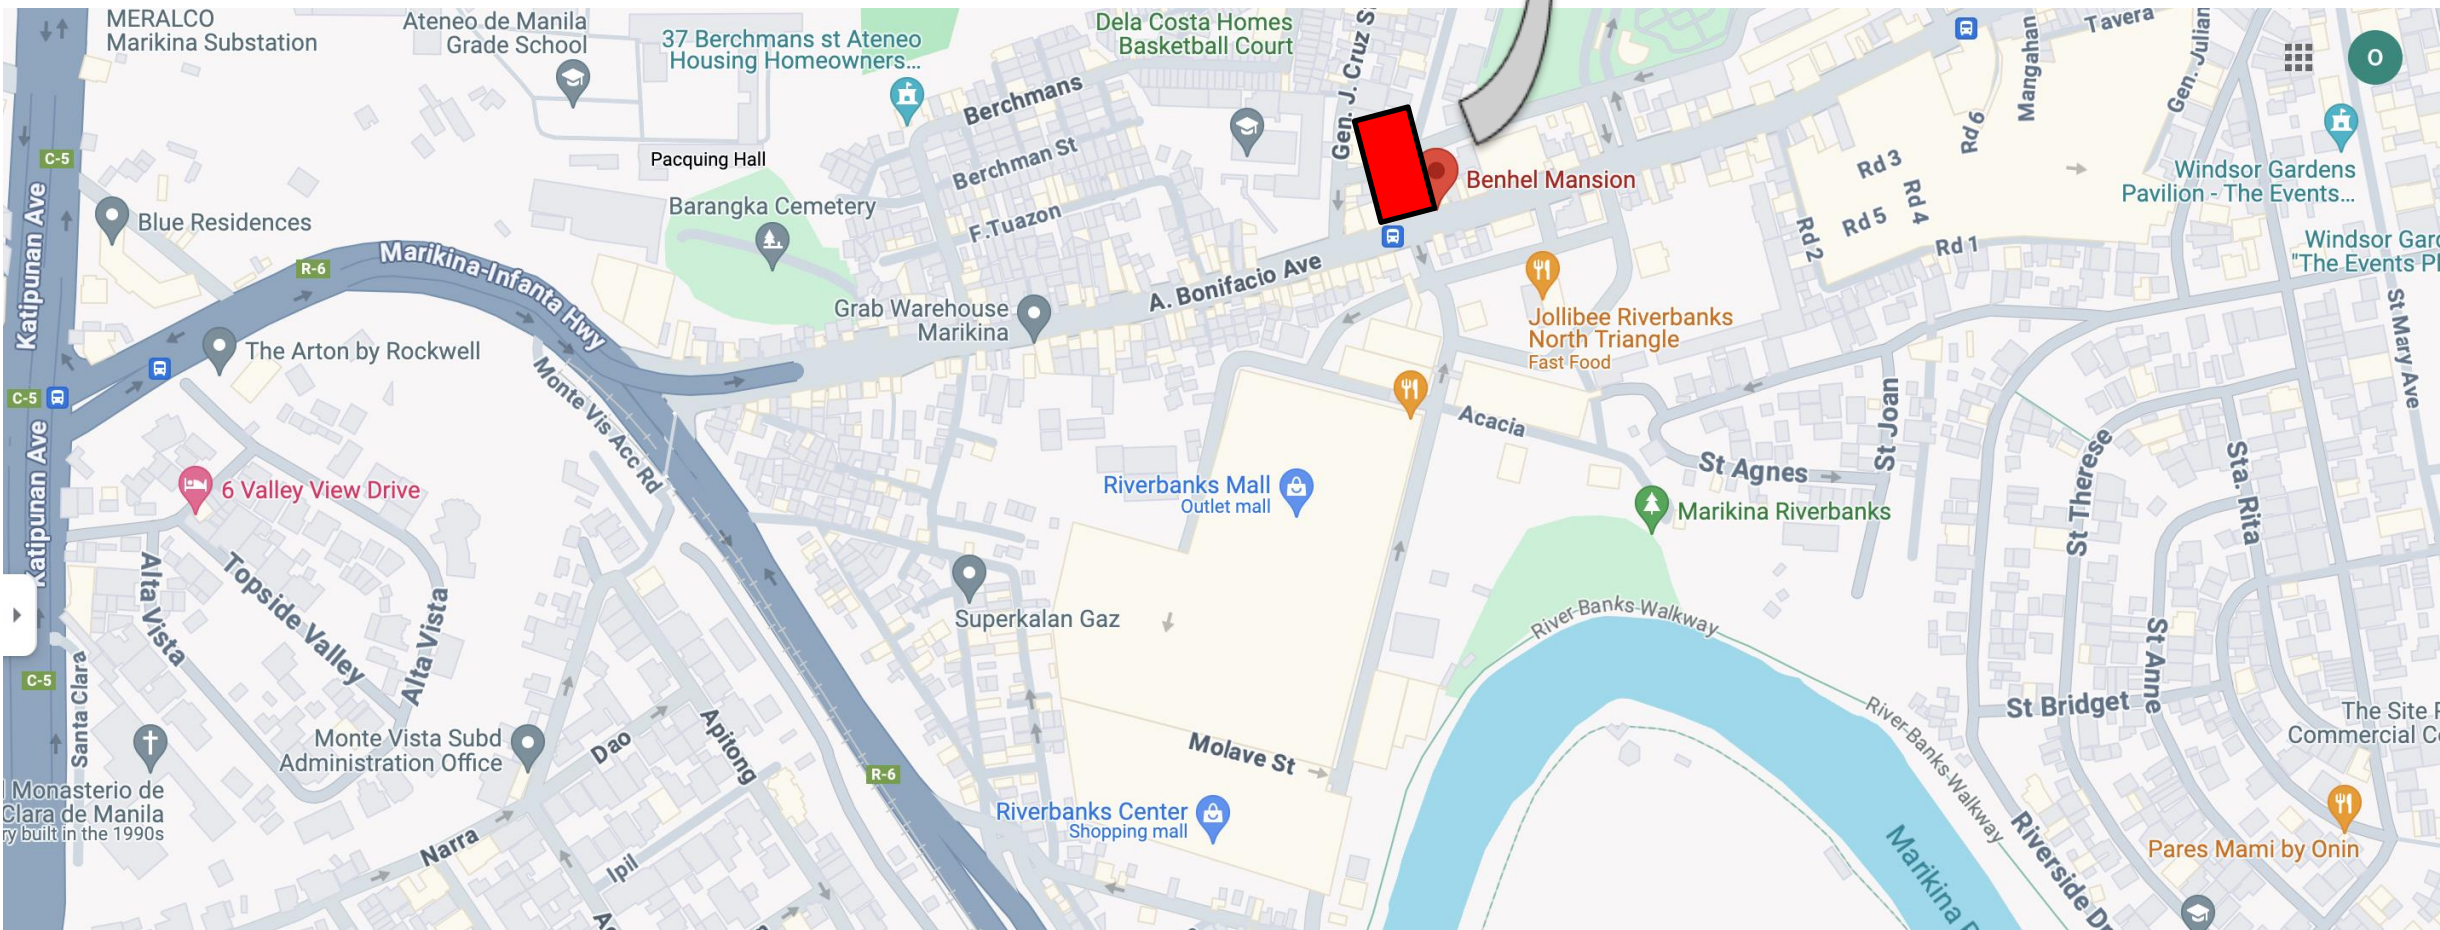 MERALCO
Marikina Substation
Ateneo de Manila
Grade School
37 Berchmans st Ateneo
Housing Homeowners...
Dela Costa Homes
Basketball Court
Gen. J. Cruz S
Mangahan
Tavera
Gen. Julian
O
Berchmans
C-5
Pacquing Hall
Berchman St
Rd 6
Rd 3
Windsor Gardens
Pavilion - The Events...
Katipunan Ave
Blue Residences
Barangka Cemetery
F.Tuazon
Benhel Mansion
Rd 4
Rd 5
Rd 2
Rd 1
Windsor Gard
"The Events Pl
R-6
Marikina-Infanta Hwy
A. Bonifacio Ave
Grab Warehouse
Marikina
Jollibee Riverbanks
North Triangle
Fast Food
St Mary Ave
The Arton by Rockwell
Monte Vis Acc Rd
C-5
Acacia
St Joan
Katipunan Ave
6 Valley View Drive
Riverbanks Mall
Outlet mall
St Agnes
St Therese
Sta. Rita
Marikina Riverbanks
Alta Vista
Topside Valley
Alta Vista
Superkalan Gaz
River Banks Walkway
St Anne
C-5
Santa Clara
St Bridget
The Site
Commercial
Monte Vista Subd
Administration Office
Dao
Apitong
Molave St
River Banks Walkway
R-6
Monasterio de
Clara de Manila
ry built in the 1990s
Riverbanks Center
Shopping mall
Narra
Ipil
Marikina
Riverside Dr
Pares Mami by Onin